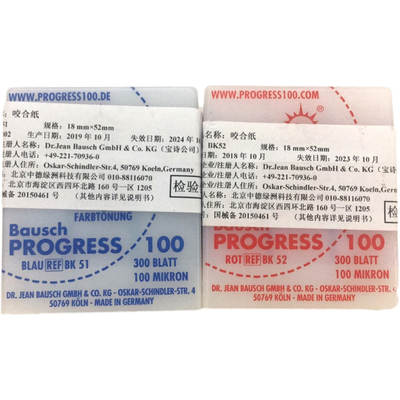 WWW.PROGRESS100.DE
咬合纸
规格：18 mm×52mm
生产日期：2019 年 10 月
失效日期：2024 年 1
Dr.Jean Bausch GmbH & Co. KG (宝诗公司)
+49-221-70936-0
Oskar-Schindler-Str.4, 50769 Koeln,Germany
北京中德绿洲科技有限公司 010-88116070
北京市海淀区西四环北路 160 号一区 1205
20150461 号
(其他内容详见说明书)
检验
FARBTÖNUNG
Bausch
PROGRESS 100
BLAU REF BK 51
300 BLATT
100 MIKRON
DR. JEAN BAUSCH GMBH & CO. KG - OSKAR-SCHINDLER-STR. 4
50769 KÖLN - MADE IN GERMANY
WWW.PROGRESS100.COM
名称：咬合纸
BK52
规格：18 mm×52mm
2018 年 10 月
失效日期：2023 年 10 月
注册人名称：Dr.Jean Bausch GmbH & Co. KG (宝诗公司)
+49-221-70936-0
注册人住所：Oskar-Schindler-Str.4, 50769 Koeln,Germany
北京中德绿洲科技有限公司 010-88116070
北京市海淀区西四环北路 160 号一区 1205
国械备 20150461 号
(其他内容详见说明书)
检
Bausch
PROGRESS 100
ROT REF BK 52
300 BLATT
100 MIKRON
DR. JEAN BAUSCH GMBH & CO. KG - OSKAR-SCHINDLER-STR. 4
50769 KÖLN - MADE IN GERMANY